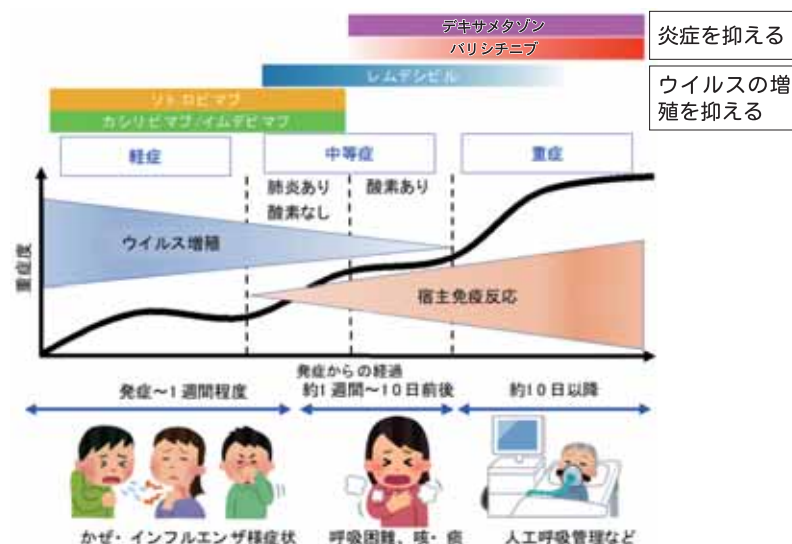 デキサメタゾン
バリシチニブ
炎症を抑える
レムデシビル
ウイルスの増
殖を抑える
ソトロビマブ
カシリビマブ/イムデビマブ
軽症
中等症
重症
肺炎あり
酸素なし
酸素あり
ウイルス増殖
宿主免疫反応
重症度
発症からの経過
発症～1週間程度
約1週間～10日前後
約10日以降
かぜ・インフルエンザ様症状
呼吸困難、咳・痰
人工呼吸管理など